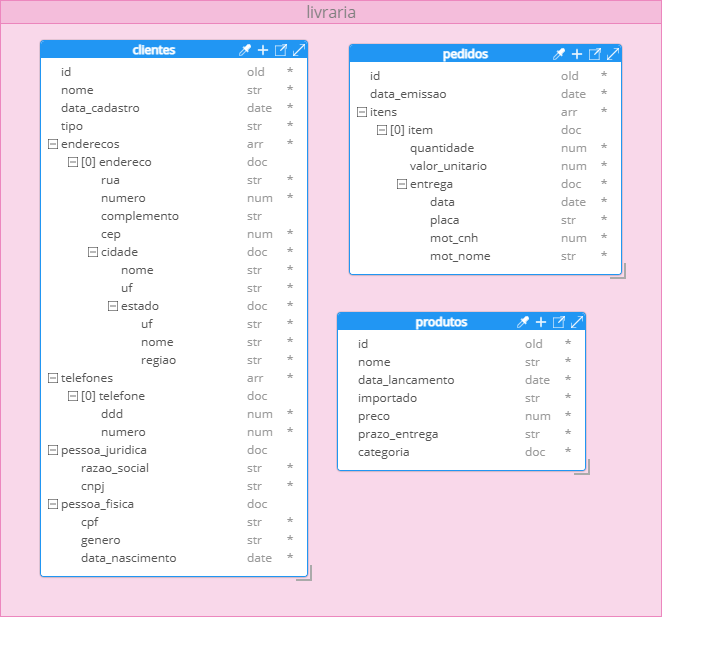 livraria
clientes
id old *
nome str *
data_cadastro date *
tipo str *
enderecos arr *
[0] endereco doc
rua str *
numero num *
complemento str
cep num *
cidade doc *
nome str *
uf str *
estado doc *
uf str *
nome str *
regiao str *
telefones arr *
[0] telefone doc
ddd num *
numero num *
pessoa_juridica doc
razao_social str *
cnpj str *
pessoa_fisica doc
cpf str *
genero str *
data_nascimento date *
pedidos
id old *
data_emissao date *
itens arr *
[0] item doc
quantidade num *
valor_unitario num *
entrega doc *
data date *
placa str *
mot_cnh num *
mot_nome str *
produtos
id old *
nome str *
data_lancamento date *
importado str *
preco num *
prazo_entrega str *
categoria doc *